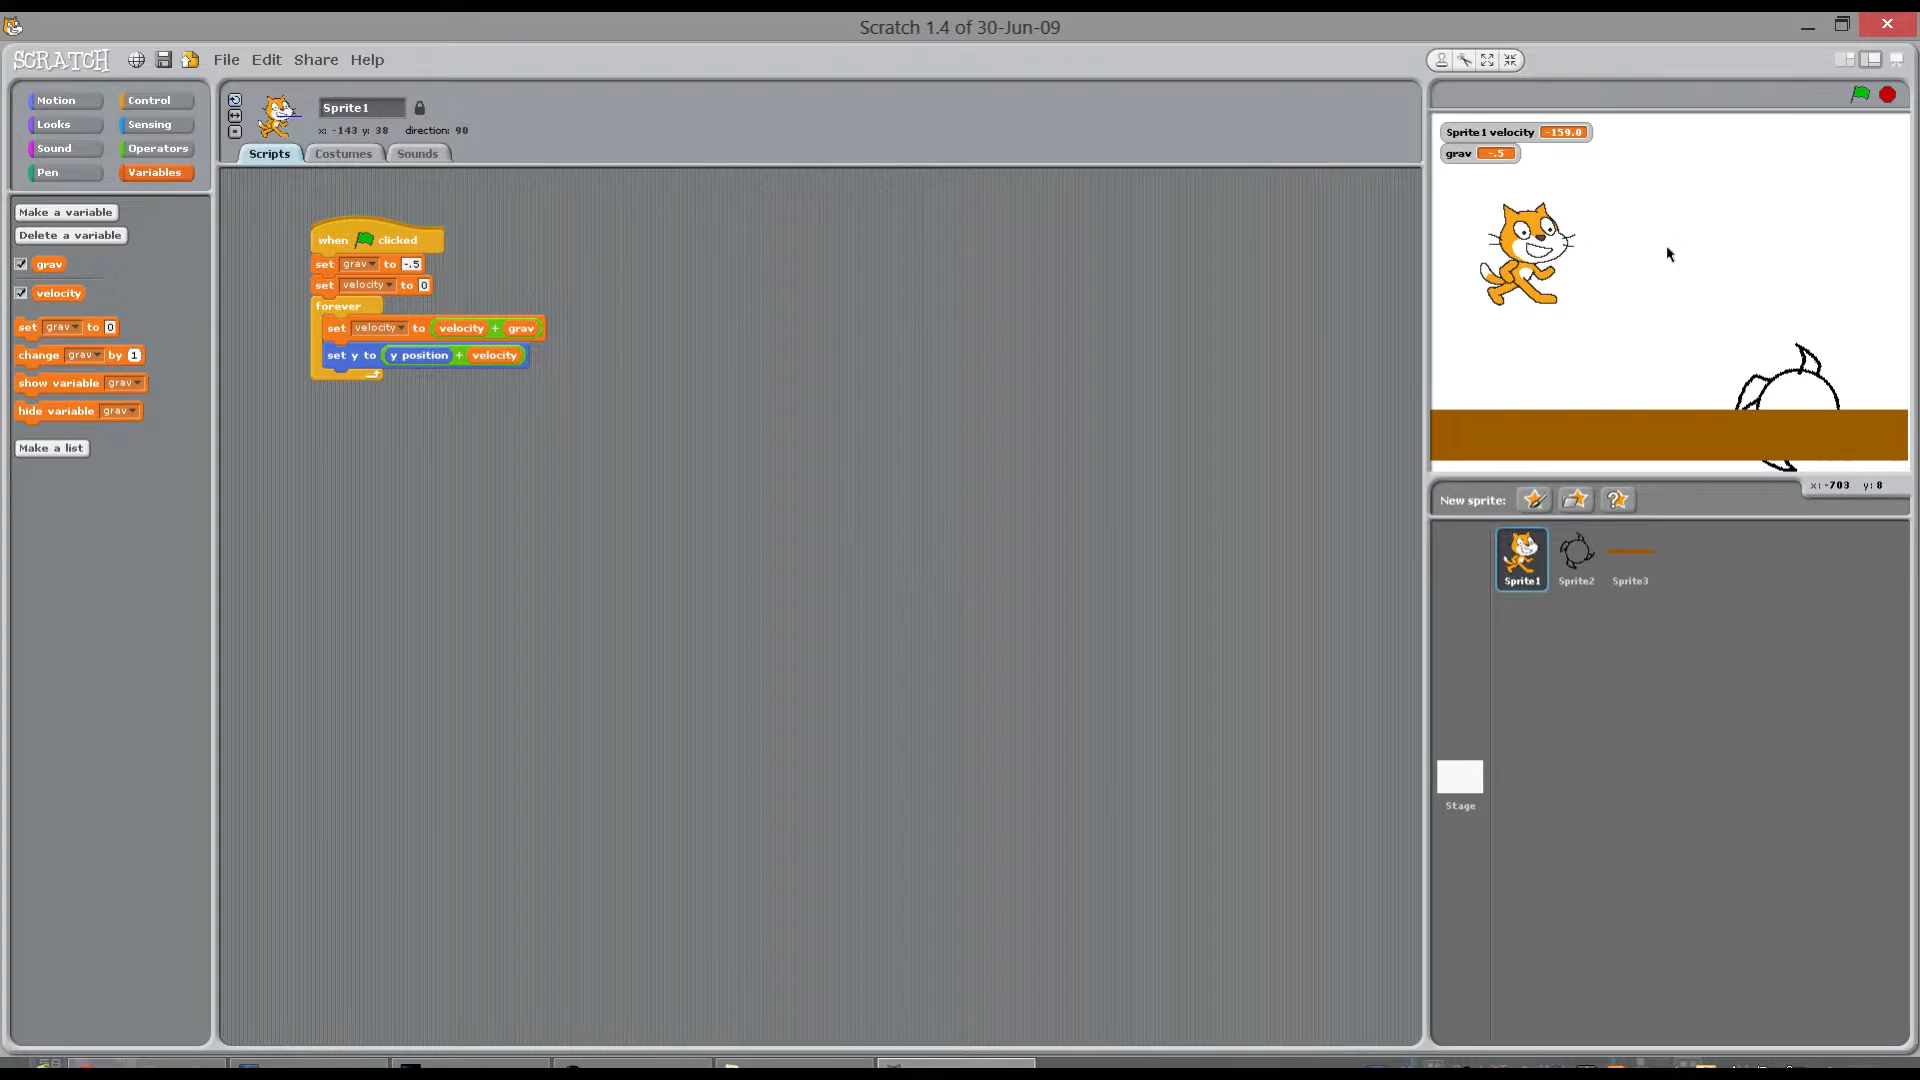 Scratch 1.4 of 30-Jun-09
SCRATCH File Edit Share Help
Motion Control
Looks Sensing
Sound Operators
Pen Variables
Make a variable
Delete a variable
grav
velocity
set grav to 0
change grav by 1
show variable grav
hide variable grav
Make a list
Sprite1
x: -143 y: 38 direction: 90
Scripts Costumes Sounds
when clicked
set grav to -.5
set velocity to 0
forever
set velocity to velocity + grav
set y to y position + velocity
Sprite1 velocity -159.0
grav -.5
x: -703 y: 8
New sprite:
Sprite1 Sprite2 Sprite3
Stage